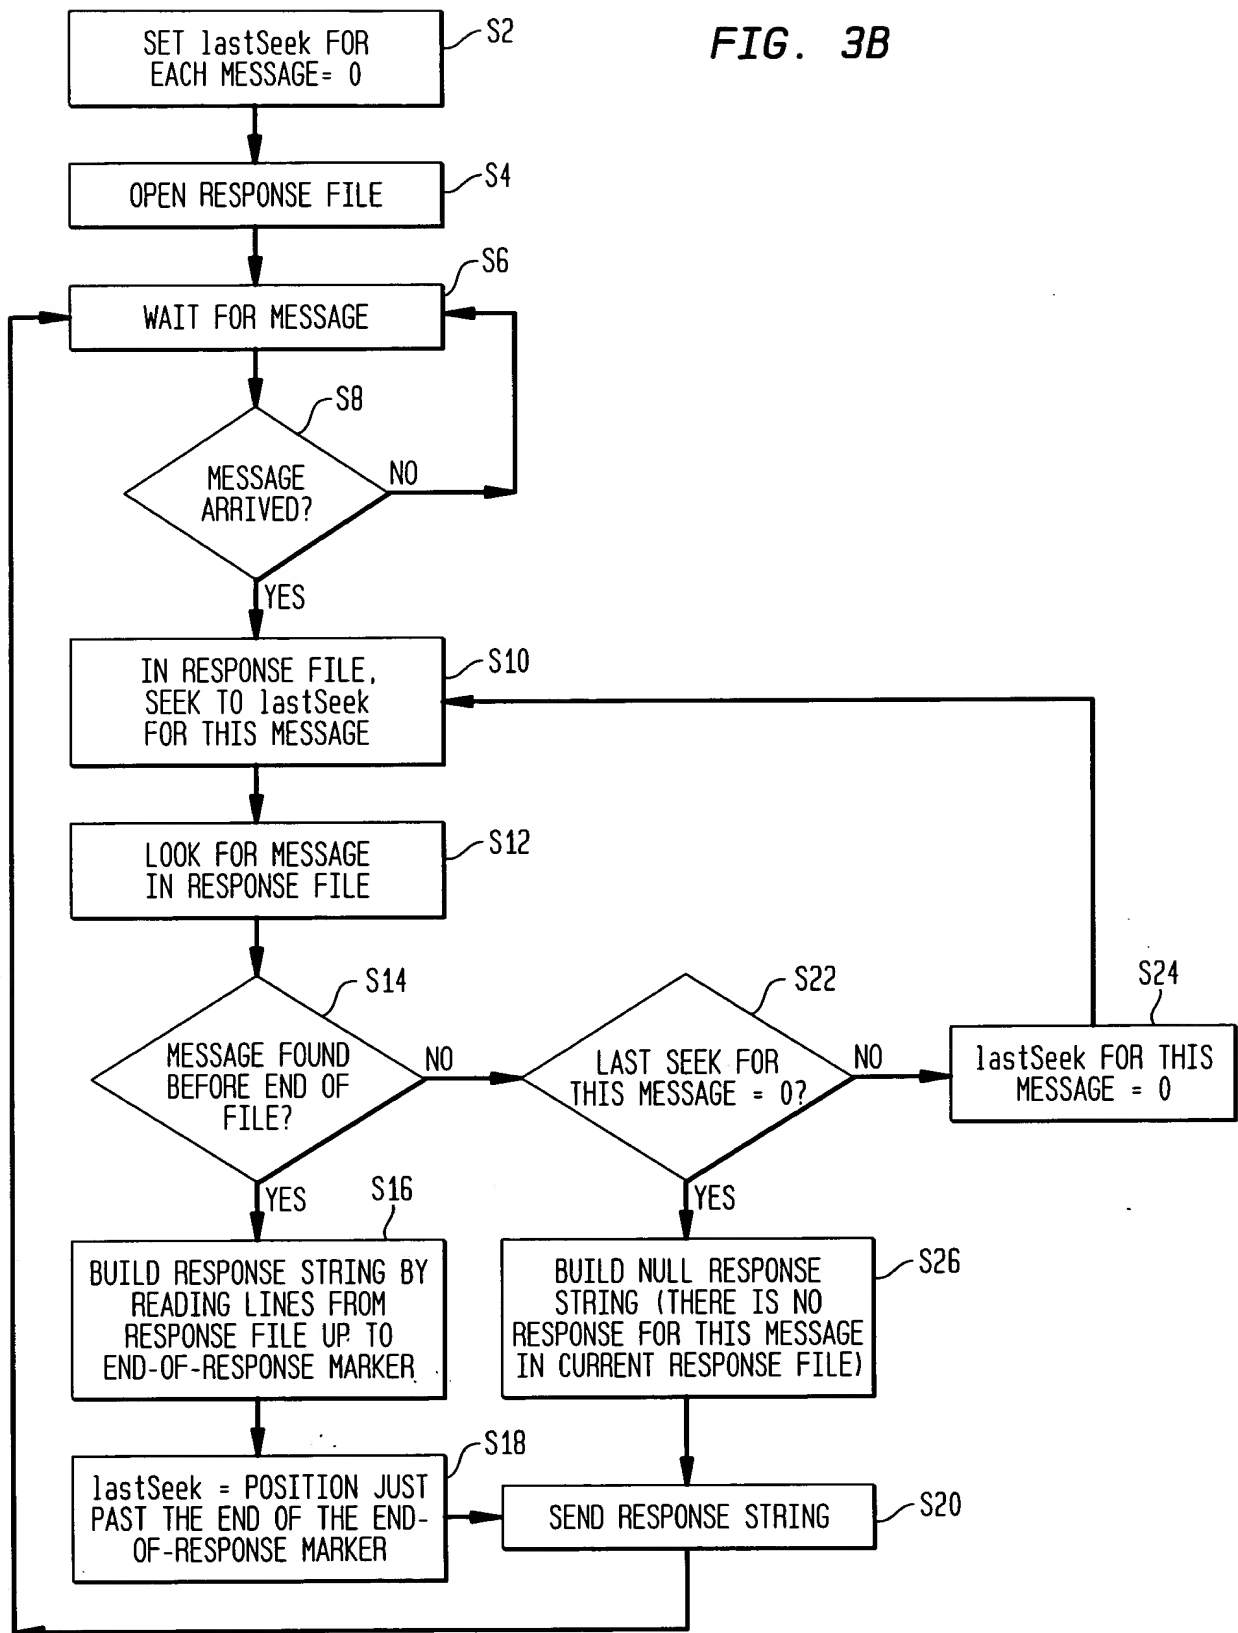 FIG. 3B
SET lastSeek FOR
EACH MESSAGE= 0
S2
OPEN RESPONSE FILE
S4
WAIT FOR MESSAGE
S6
MESSAGE
ARRIVED?
S8
NO
YES
IN RESPONSE FILE,
SEEK TO lastSeek
FOR THIS MESSAGE
S10
LOOK FOR MESSAGE
IN RESPONSE FILE
S12
MESSAGE FOUND
BEFORE END OF
FILE?
S14
NO
YES
LAST SEEK FOR
THIS MESSAGE = 0?
S22
NO
YES
lastSeek FOR THIS
MESSAGE = 0
S24
BUILD RESPONSE STRING BY
READING LINES FROM
RESPONSE FILE UP TO
END-OF-RESPONSE MARKER
S16
BUILD NULL RESPONSE
STRING (THERE IS NO
RESPONSE FOR THIS MESSAGE
IN CURRENT RESPONSE FILE)
S26
lastSeek = POSITION JUST
PAST THE END OF THE END-
OF-RESPONSE MARKER
S18
SEND RESPONSE STRING
S20